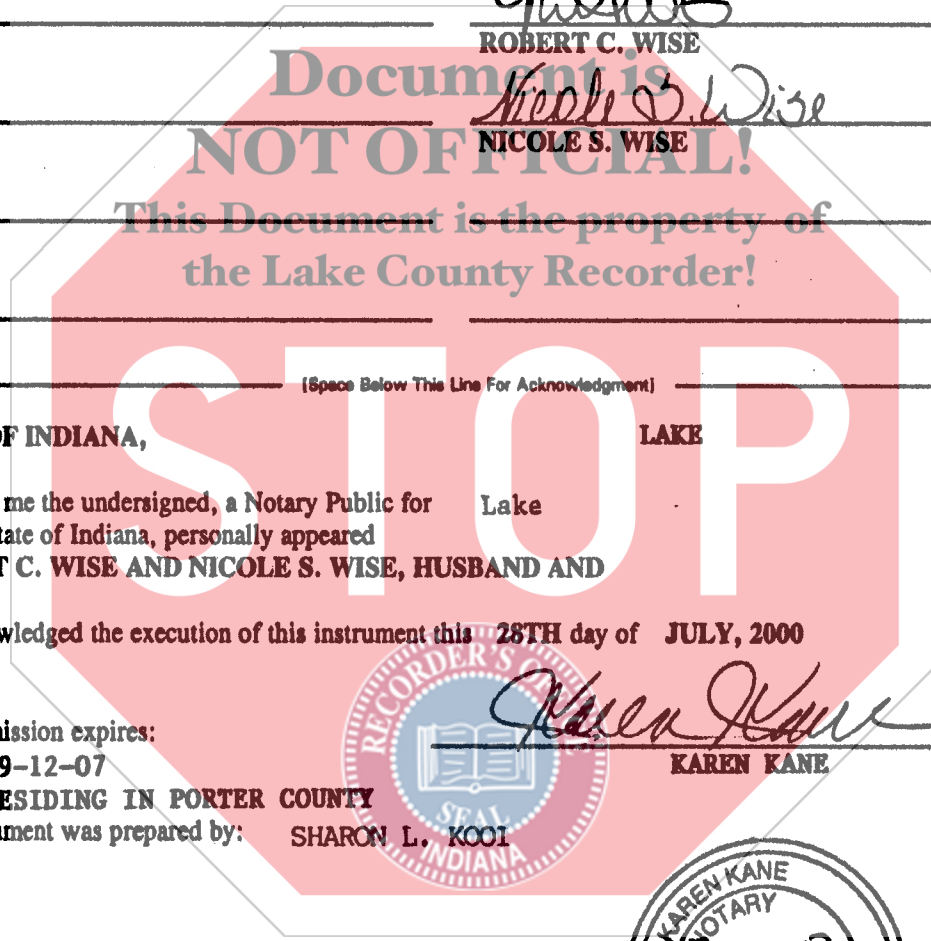 ROBERT C. WISE
Document is
Nicole S. Wise
NOT OFFICIAL!
NICOLE S. WISE
This Document is the property of
the Lake County Recorder!
STOP
[Space Below This Line For Acknowledgment]
F INDIANA, LAKE
me the undersigned, a Notary Public for Lake
tate of Indiana, personally appeared
T C. WISE AND NICOLE S. WISE, HUSBAND AND
wledged the execution of this instrument this 28TH day of JULY, 2000
RECORDER'S OFFICE
Karen Kane
ission expires:
9-12-07
KAREN KANE
ESIDING IN PORTER COUNTY
ment was prepared by: SHARON L. KOOI
SEAL
INDIANA
KAREN KANE
NOTARY